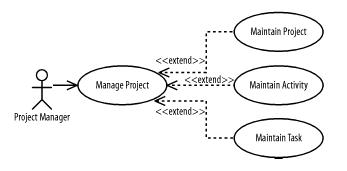 Maintain Project
<<extend>>
Manage Project
<<extend>>
Maintain Activity
<<extend>>
Project Manager
Maintain Task